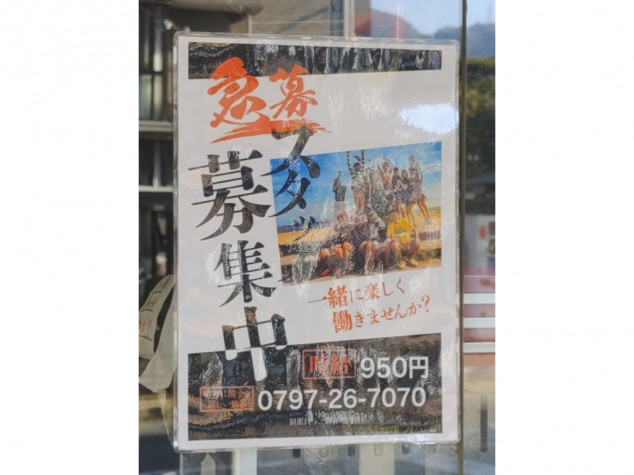 急募
スタッフ
募集中
一緒に楽しく
働きませんか?
時給 950円
0797-26-7070